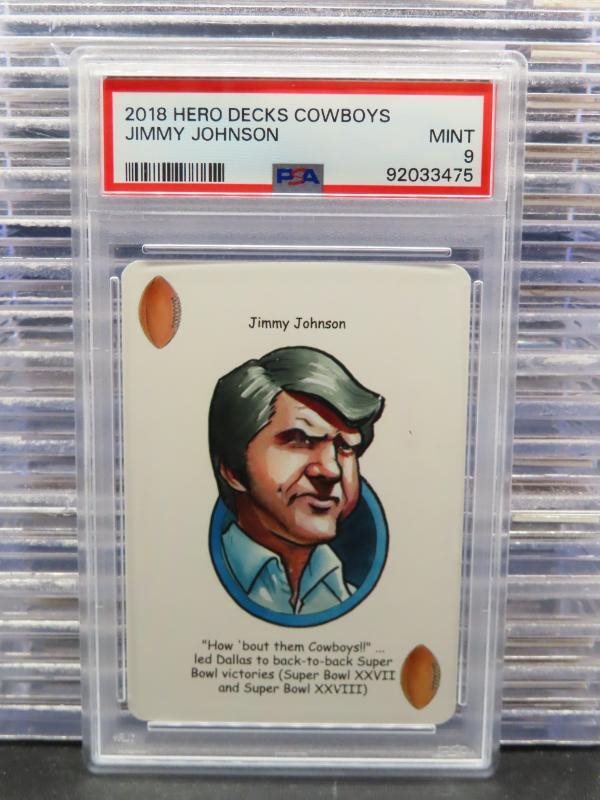 2018 HERO DECKS COWBOYS
JIMMY JOHNSON MINT
9
PSA 92033475
Jimmy Johnson
"How 'bout them Cowboys!!" ...
led Dallas to back-to-back Super
Bowl victories (Super Bowl XXVII
and Super Bowl XXVIII)